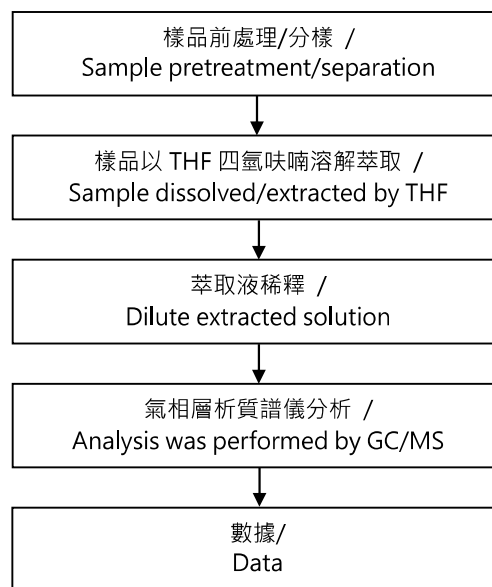 樣品前處理/分樣 /
Sample pretreatment/separation
樣品以 THF 四氫呋喃溶解萃取 /
Sample dissolved/extracted by THF
萃取液稀釋 /
Dilute extracted solution
氣相層析質譜儀分析 /
Analysis was performed by GC/MS
數據/
Data